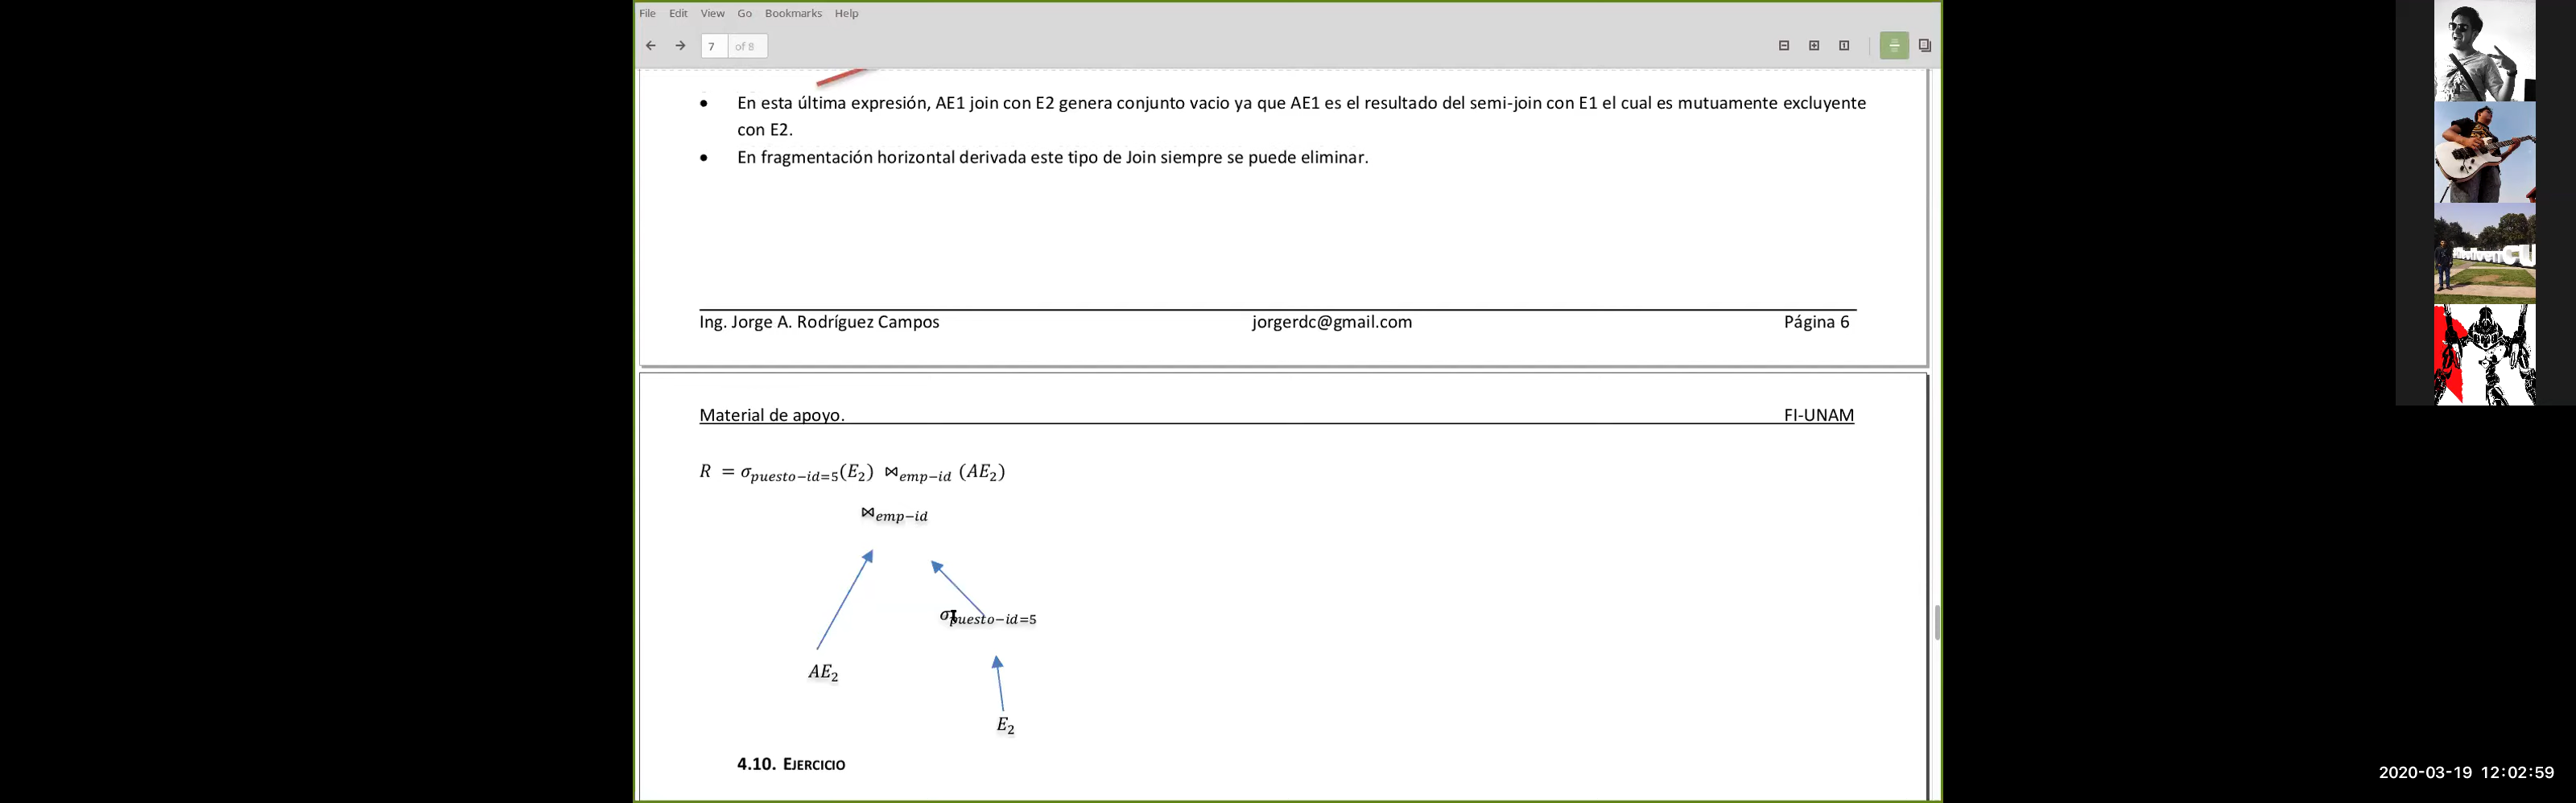 File Edit View Go Bookmarks Help
7 of 8
• En esta última expresión, AE1 join con E2 genera conjunto vacio ya que AE1 es el resultado del semi-join con E1 el cual es mutuamente excluyente
con E2.
• En fragmentación horizontal derivada este tipo de Join siempre se puede eliminar.
Ing. Jorge A. Rodríguez Campos jorgerdc@gmail.com Página 6
Material de apoyo. FI-UNAM
R = σ_{puesto−id=5}(E₂) ⋈_{emp−id} (AE₂)
⋈_{emp−id}
σ_{puesto−id=5}
AE₂
E₂
4.10. EJERCICIO
2020-03-19 12:02:59